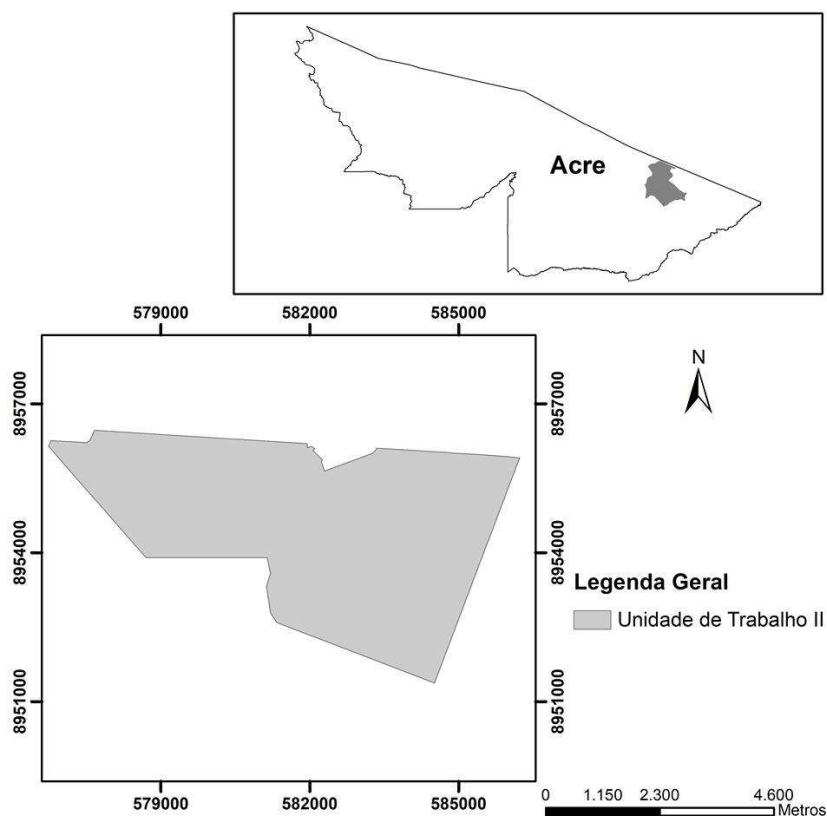 Acre
579000 582000 585000
N
8957000 8957000
8954000 8954000
Legenda Geral
Unidade de Trabalho II
8951000 8951000
579000 582000 585000
0 1.150 2.300 4.600
Metros